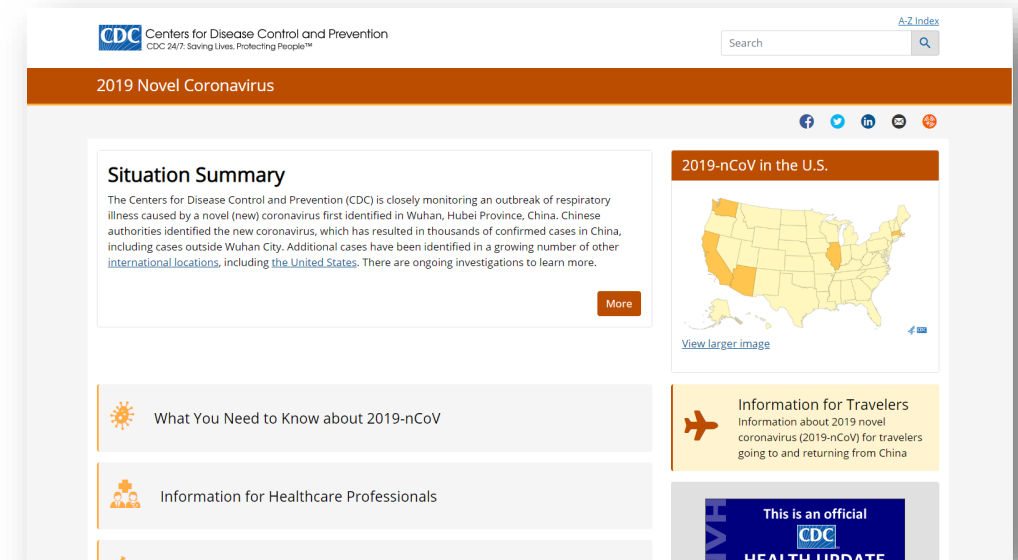 CDC Centers for Disease Control and Prevention
CDC 24/7: Saving Lives, Protecting People™
A-Z Index
Search
2019 Novel Coronavirus
Situation Summary
The Centers for Disease Control and Prevention (CDC) is closely monitoring an outbreak of respiratory
illness caused by a novel (new) coronavirus first identified in Wuhan, Hubei Province, China. Chinese
authorities identified the new coronavirus, which has resulted in thousands of confirmed cases in China,
including cases outside Wuhan City. Additional cases have been identified in a growing number of other
international locations, including the United States. There are ongoing investigations to learn more.
More
2019-nCoV in the U.S.
CDC
View larger image
What You Need to Know about 2019-nCoV
Information for Healthcare Professionals
Information for Travelers
Information about 2019 novel
coronavirus (2019-nCoV) for travelers
going to and returning from China
This is an official
CDC
HEALTH UPDATE